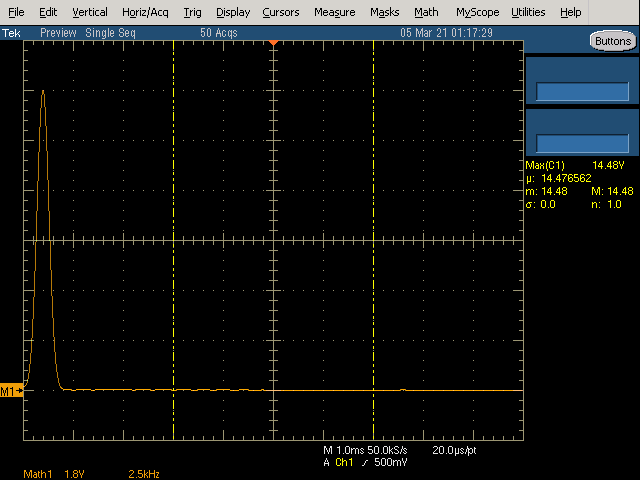 File Edit Vertical Horiz/Acq Trig Display Cursors Measure Masks Math MyScope Utilities Help
Tek Preview Single Seq 50 Acqs 05 Mar 21 01:17:29 Buttons
Max(C1) 14.48V
µ: 14.476562
m: 14.48 M: 14.48
σ: 0.0 n: 1.0
M1
M 1.0ms 50.0kS/s 20.0µs/pt
A Ch1 ∕ 500mV
Math1 1.8V 2.5kHz